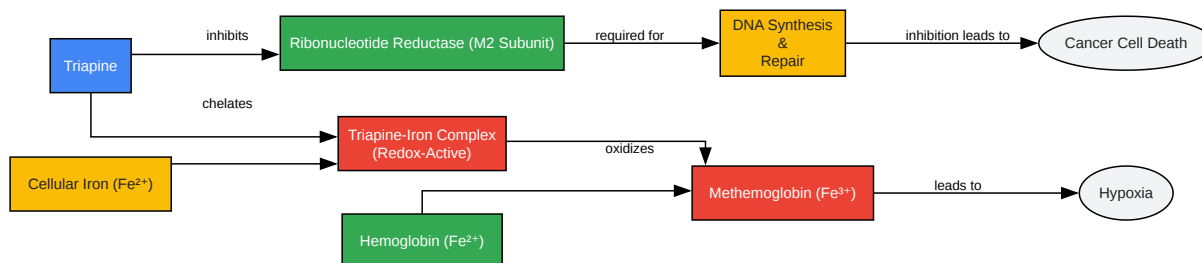 Triapine
inhibits
Ribonucleotide Reductase (M2 Subunit)
required for
DNA Synthesis
&
Repair
inhibition leads to
Cancer Cell Death
chelates
Cellular Iron (Fe²⁺)
Triapine-Iron Complex
(Redox-Active)
oxidizes
Hemoglobin (Fe²⁺)
Methemoglobin (Fe³⁺)
leads to
Hypoxia